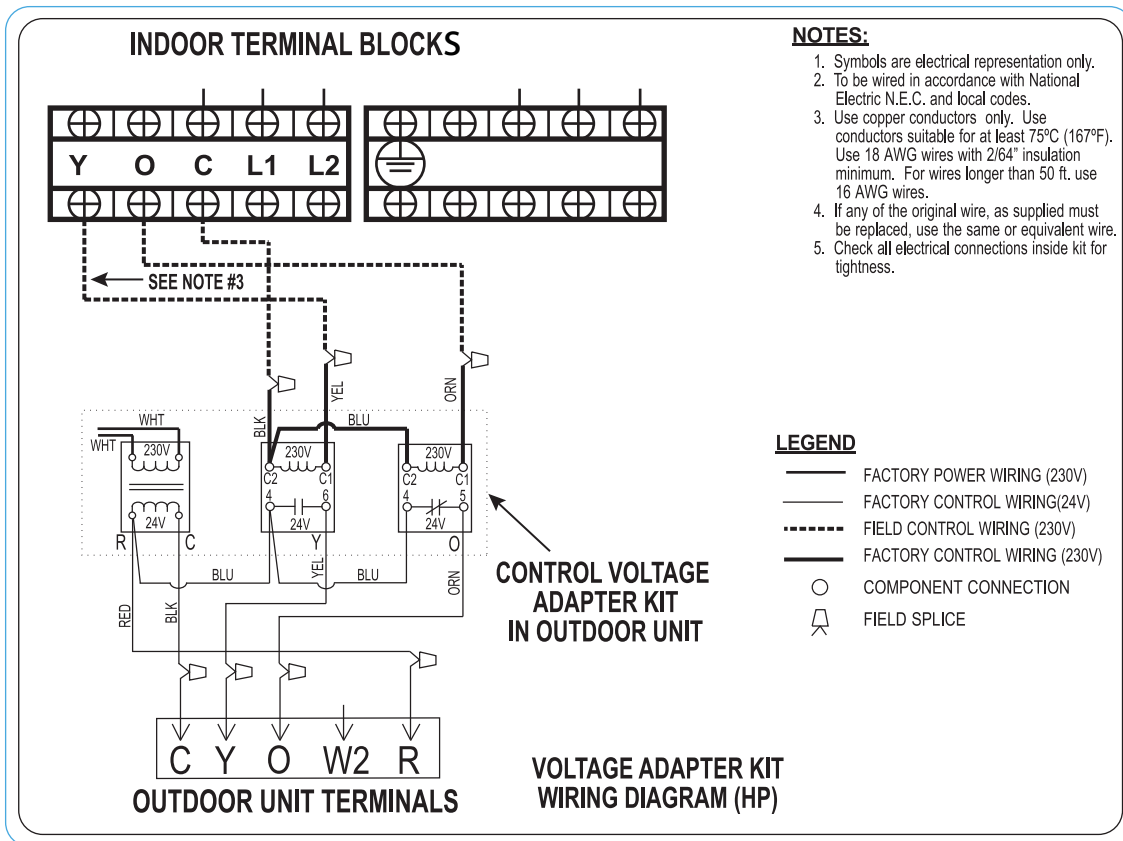 INDOOR TERMINAL BLOCKS
Y O C L1 L2
SEE NOTE #3
WHT
WHT
230V
24V
R
C
BLK
YEL
BLU
230V
C2
C1
4
6
24V
Y
ORN
230V
C2
C1
4
5
24V
O
BLU
YEL
BLU
ORN
RED
BLK
CONTROL VOLTAGE
ADAPTER KIT
IN OUTDOOR UNIT
C Y O W2 R
OUTDOOR UNIT TERMINALS
VOLTAGE ADAPTER KIT
WIRING DIAGRAM (HP)
NOTES:
1. Symbols are electrical representation only.
2. To be wired in accordance with National
Electric N.E.C. and local codes.
3. Use copper conductors only. Use
conductors suitable for at least 75ºC (167ºF).
Use 18 AWG wires with 2/64" insulation
minimum. For wires longer than 50 ft. use
16 AWG wires.
4. If any of the original wire, as supplied must
be replaced, use the same or equivalent wire.
5. Check all electrical connections inside kit for
tightness.
LEGEND
FACTORY POWER WIRING (230V)
FACTORY CONTROL WIRING(24V)
FIELD CONTROL WIRING (230V)
FACTORY CONTROL WIRING (230V)
COMPONENT CONNECTION
FIELD SPLICE